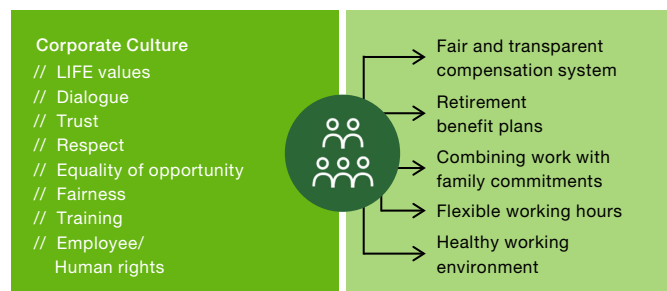 Corporate Culture
// LIFE values
// Dialogue
// Trust
// Respect
// Equality of opportunity
// Fairness
// Training
// Employee/
Human rights
Fair and transparent
compensation system
Retirement
benefit plans
Combining work with
family commitments
Flexible working hours
Healthy working
environment